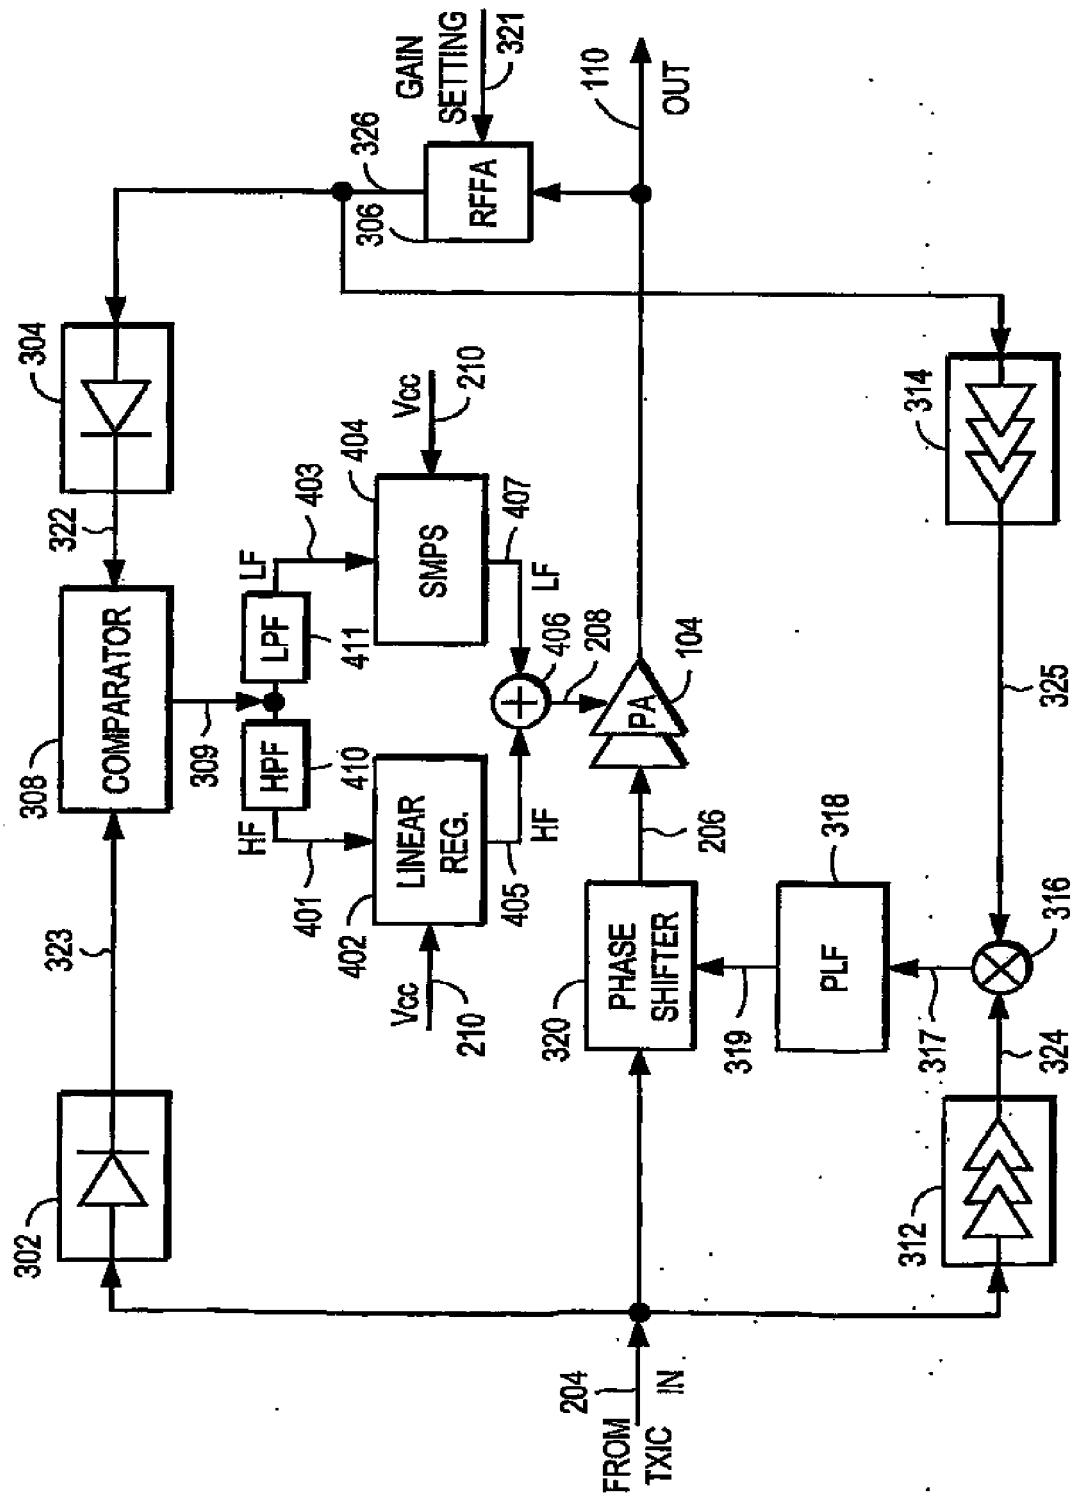 302
323
308
COMPARATOR
322
304
309
HF
HPF
410
LPF
411
LF
401
403
Vcc
210
402
LINEAR
REG.
404
SMPS
Vcc
210
405
HF
407
LF
406
208
326
306
RFFA
GAIN
SETTING
321
204
FROM
TXIC
IN
320
PHASE
SHIFTER
206
PA
104
110
OUT
319
PLF
318
317
312
324
316
325
314